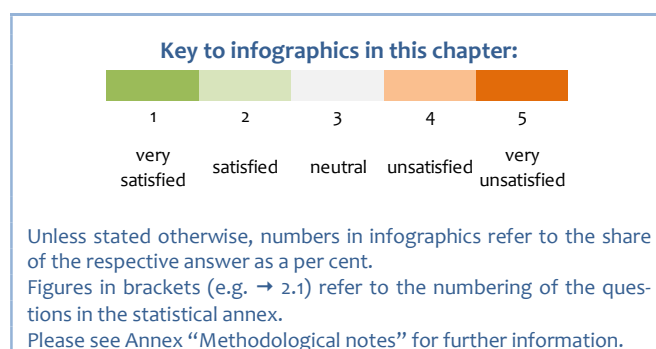 Key to infographics in this chapter:
1 2 3 4 5
very satisfied neutral unsatisfied very
satisfied unsatisfied
Unless stated otherwise, numbers in infographics refer to the share
of the respective answer as a per cent.
Figures in brackets (e.g. → 2.1) refer to the numbering of the ques-
tions in the statistical annex.
Please see Annex “Methodological notes” for further information.